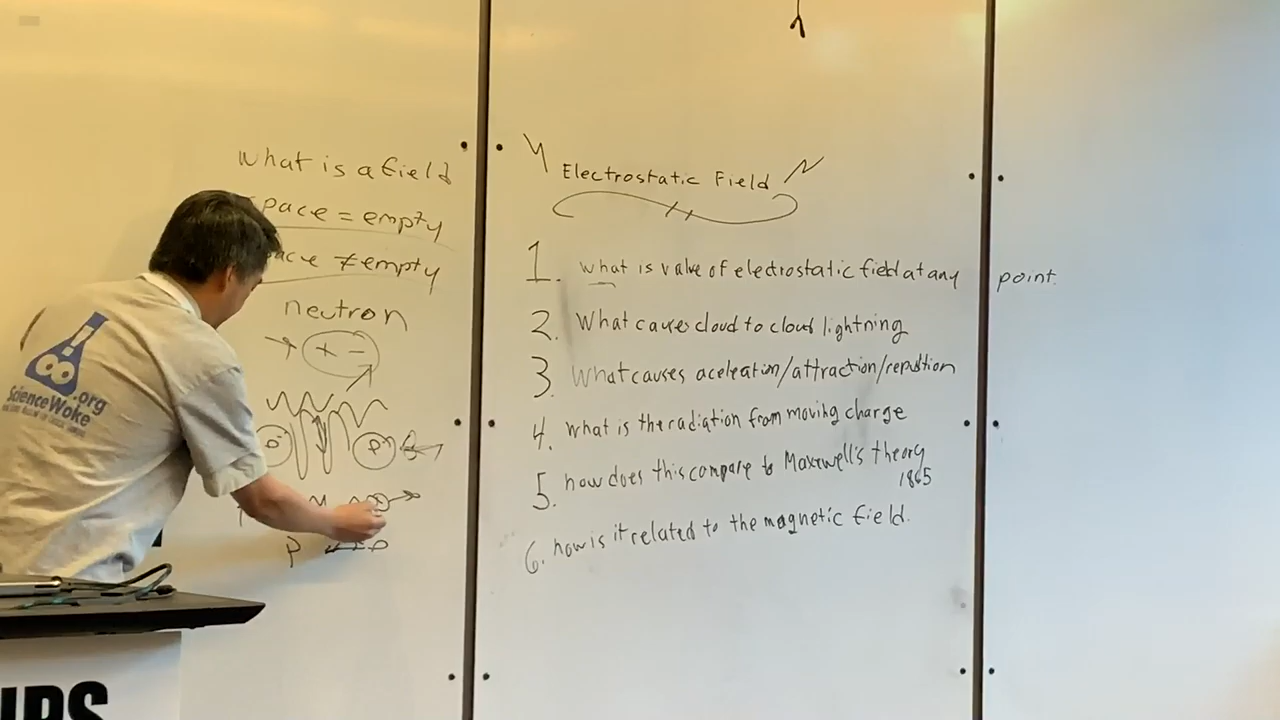 what is a field
space = empty
space ≠ empty
neutron
+ -
P
P
Electrostatic Field
1. what is value of electrostatic field at any point.
2. What causes cloud to cloud lightning
3. What causes aceleation/attraction/repultion
4. what is the radiation from moving charge
5. how does this compare to Maxwell's theory
1865
6. how is it related to the magnetic field.
.org
ScienceWoke